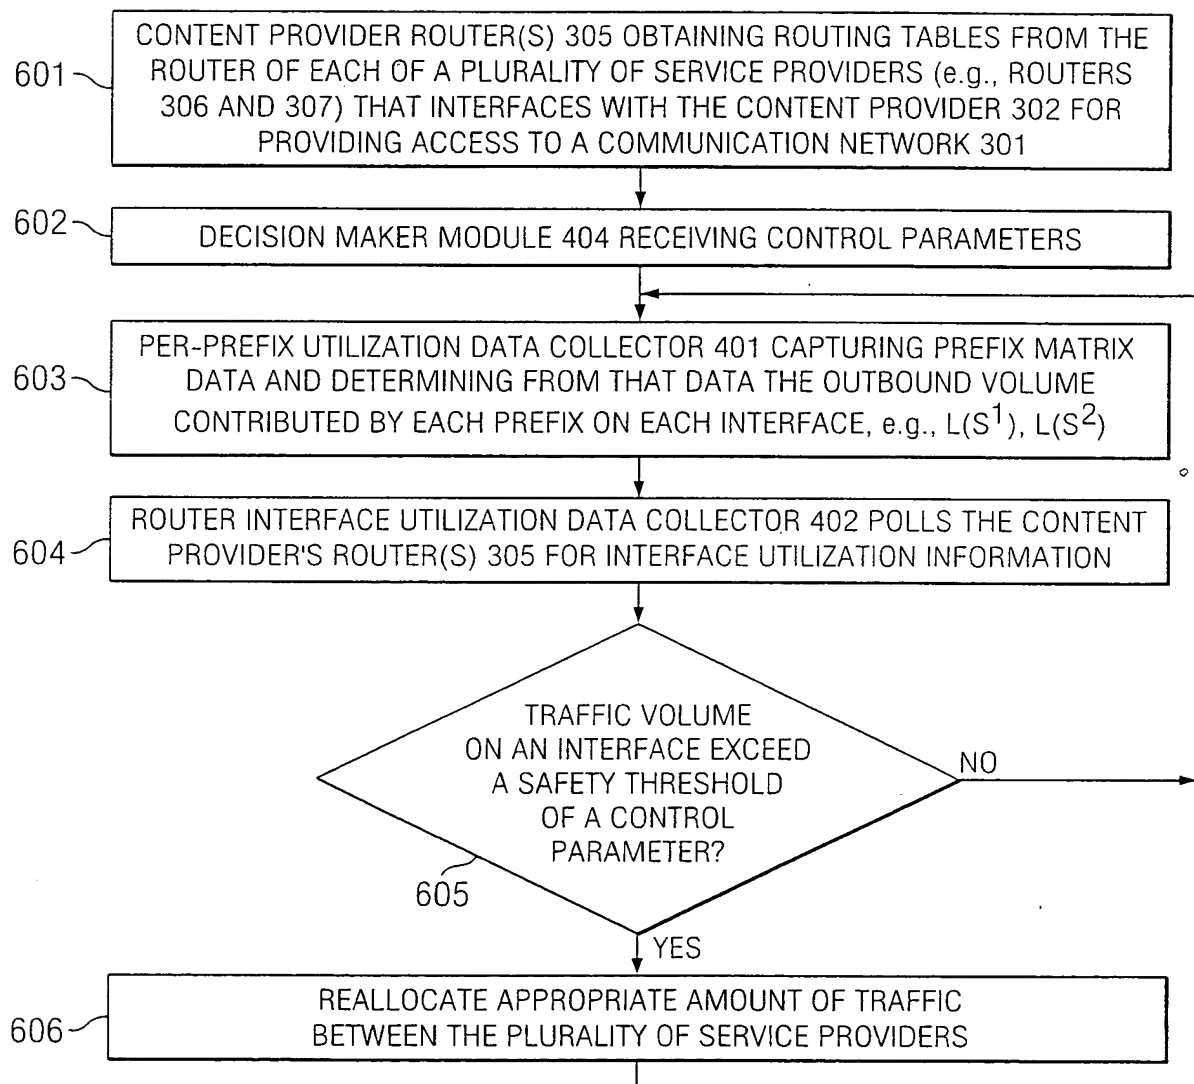 601
CONTENT PROVIDER ROUTER(S) 305 OBTAINING ROUTING TABLES FROM THE
ROUTER OF EACH OF A PLURALITY OF SERVICE PROVIDERS (e.g., ROUTERS
306 AND 307) THAT INTERFACES WITH THE CONTENT PROVIDER 302 FOR
PROVIDING ACCESS TO A COMMUNICATION NETWORK 301
602
DECISION MAKER MODULE 404 RECEIVING CONTROL PARAMETERS
603
PER-PREFIX UTILIZATION DATA COLLECTOR 401 CAPTURING PREFIX MATRIX
DATA AND DETERMINING FROM THAT DATA THE OUTBOUND VOLUME
CONTRIBUTED BY EACH PREFIX ON EACH INTERFACE, e.g., L(S¹), L(S²)
604
ROUTER INTERFACE UTILIZATION DATA COLLECTOR 402 POLLS THE CONTENT
PROVIDER'S ROUTER(S) 305 FOR INTERFACE UTILIZATION INFORMATION
TRAFFIC VOLUME
ON AN INTERFACE EXCEED
A SAFETY THRESHOLD
OF A CONTROL
PARAMETER?
NO
605
YES
606
REALLOCATE APPROPRIATE AMOUNT OF TRAFFIC
BETWEEN THE PLURALITY OF SERVICE PROVIDERS